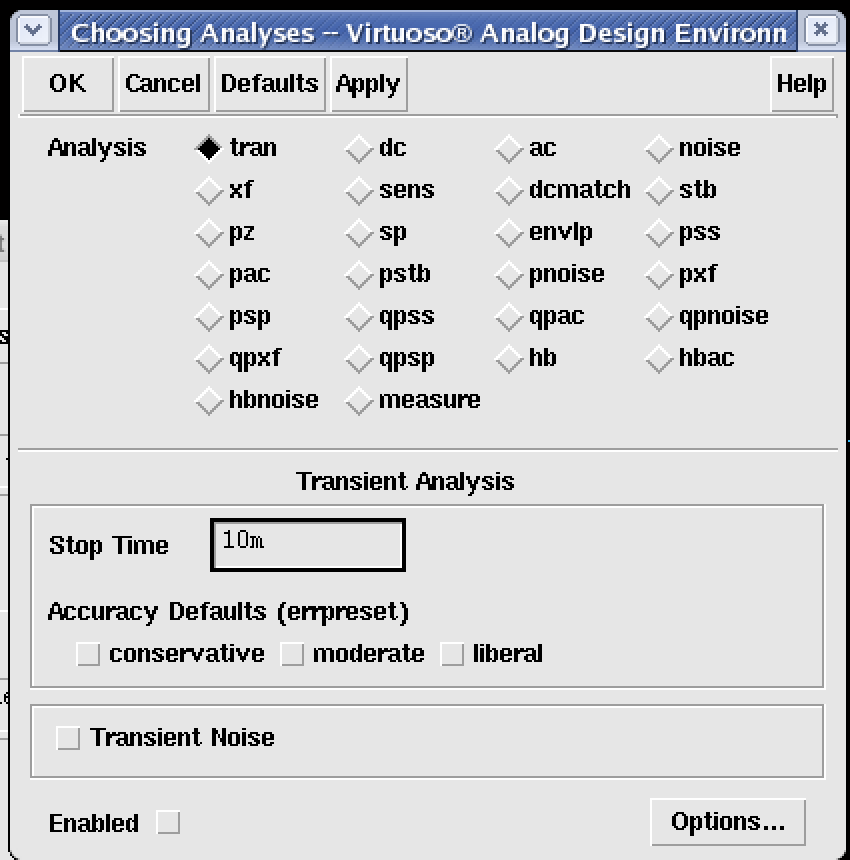 Choosing Analyses -- Virtuoso® Analog Design Environn
OK Cancel Defaults Apply Help
Analysis tran dc ac noise
xf sens dcmatch stb
pz sp envlp pss
pac pstb pnoise pxf
psp qpss qpac qpnoise
qpxf qpsp hb hbac
hbnoise measure
Transient Analysis
Stop Time 10m
Accuracy Defaults (errpreset)
conservative moderate liberal
Transient Noise
Enabled Options...